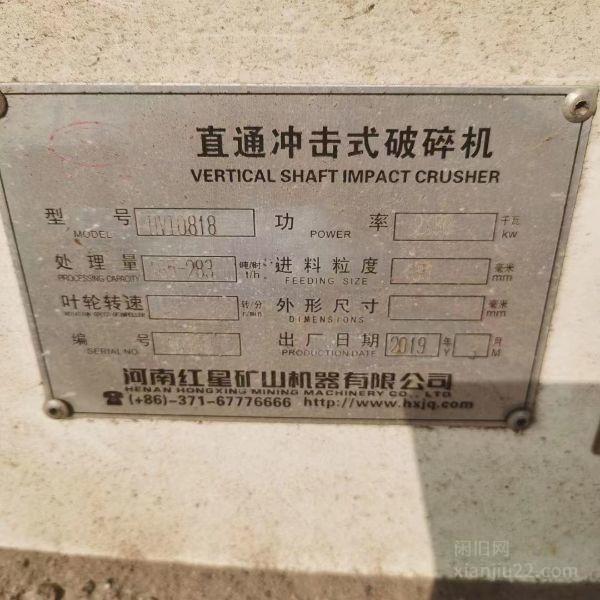 直通冲击式破碎机
VERTICAL SHAFT IMPACT CRUSHER
型 号 HVI0818 功 率 千瓦
MODEL POWER kw
处理量 吨/时 进料粒度 毫米
PROCESSING CAPACITY t/h FEEDING SIZE mm
叶轮转速 转/分 外形尺寸 毫米
r/min DIMENSIONS mm
编 号 出厂日期 2019 年 月
SERIAL NO PRODUCTION DATE Y M
河南红星矿山机器有限公司
HENAN HONGXING MINING MACHINERY CO., LTD
(+86)-371-67776666 http://www.hxjq.com
闲旧网
xianjiu22.com